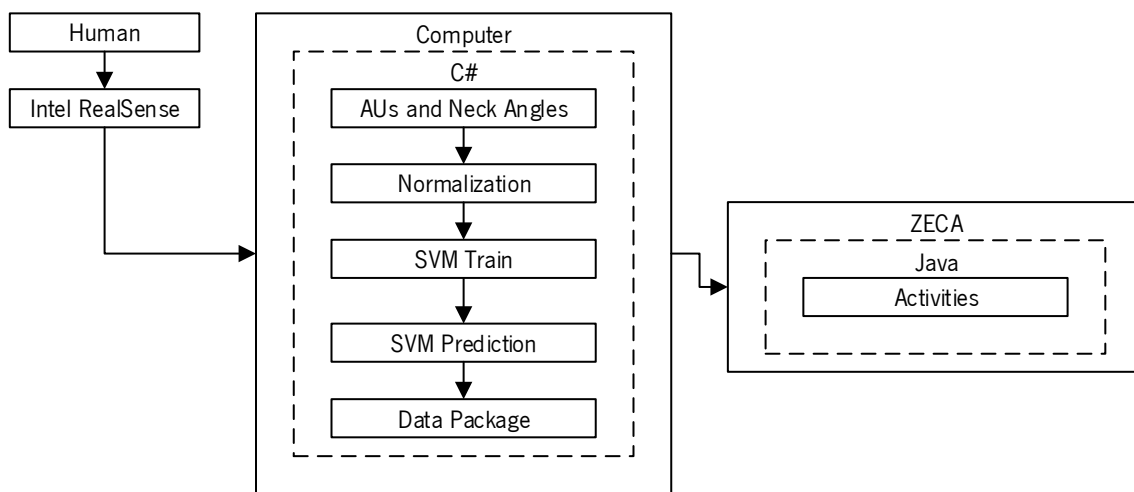 Human
Intel RealSense
Computer
C#
AUs and Neck Angles
Normalization
SVM Train
SVM Prediction
Data Package
ZECA
Java
Activities